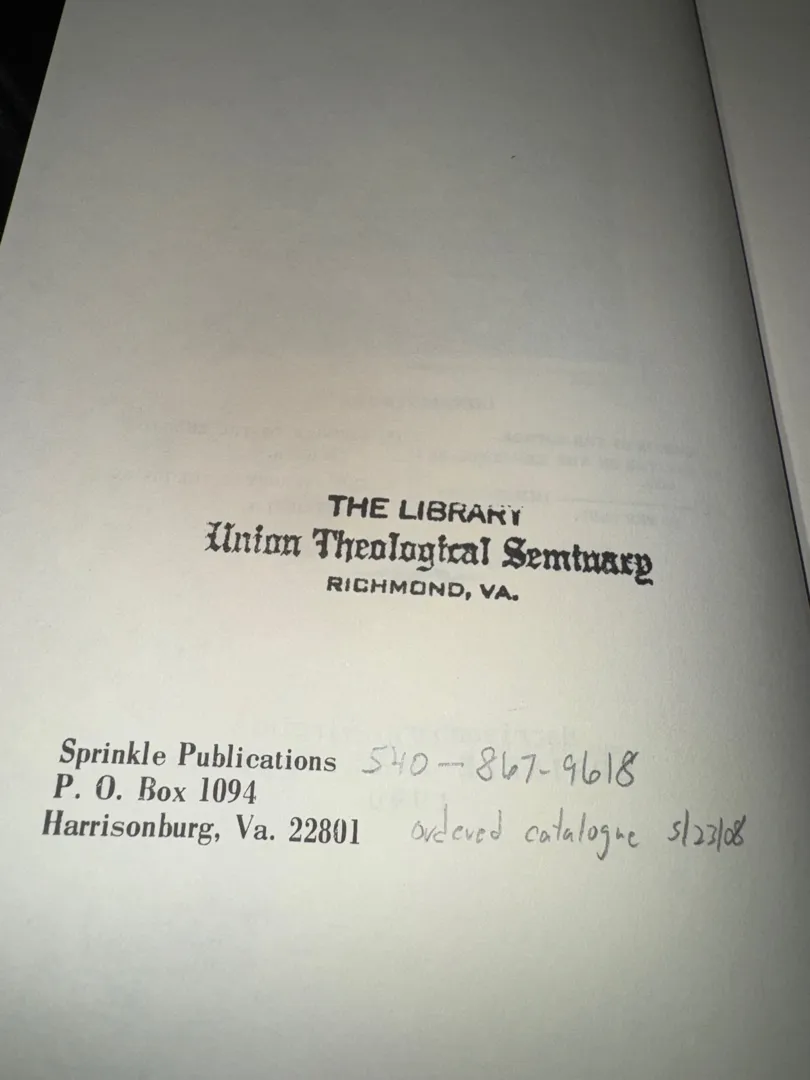 THE LIBRARY
Union Theological Seminary
RICHMOND, VA.
Sprinkle Publications 540-867-9618
P. O. Box 1094
Harrisonburg, Va. 22801 ordered catalogue 5/23/08